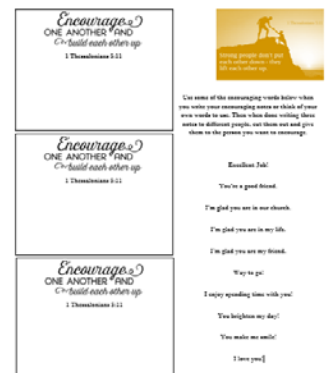 Encourage
ONE ANOTHER AND
build each other up
1 Thessalonians 5:11
Encourage
ONE ANOTHER AND
build each other up
1 Thessalonians 5:11
Encourage
ONE ANOTHER AND
build each other up
1 Thessalonians 5:11
Strong people don't put
each other down - they
lift each other up
Use some of the encouraging words below when
you write your encouraging notes or think of your
own words to use. Then when done writing these
notes to different people, cut them out and give
them to the person you want to encourage.
Excellent Job!
You're a good friend.
I'm glad you are in our church.
I'm glad you are in my life.
I'm glad you are my friend.
Way to go!
I enjoy spending time with you!
You brighten my day!
You make me smile!
I love you!